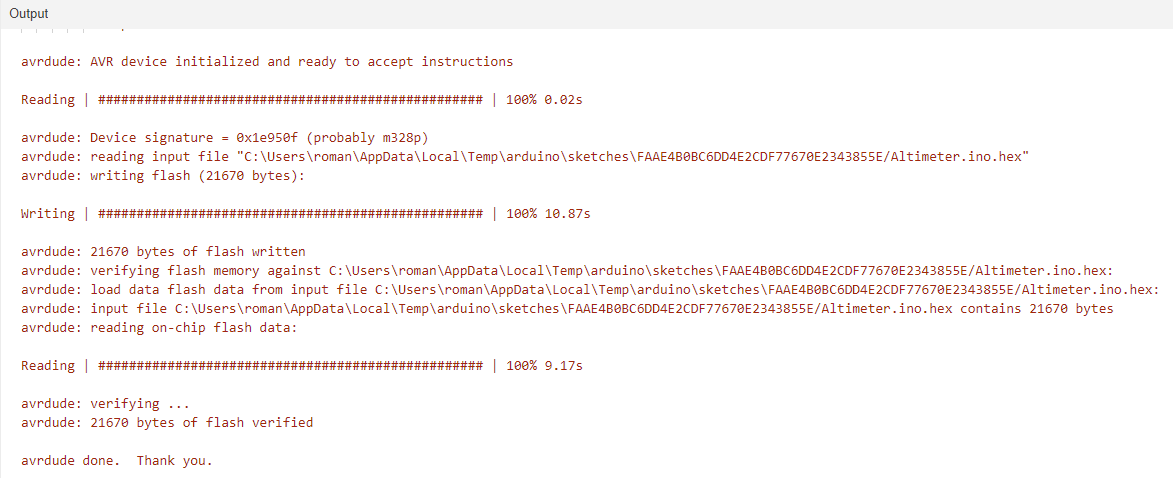 Output
avrdude: AVR device initialized and ready to accept instructions
Reading | ################################################## | 100% 0.02s
avrdude: Device signature = 0x1e950f (probably m328p)
avrdude: reading input file "C:\Users\roman\AppData\Local\Temp\arduino\sketches\FAAE4B0BC6DD4E2CDF77670E2343855E/Altimeter.ino.hex"
avrdude: writing flash (21670 bytes):
Writing | ################################################## | 100% 10.87s
avrdude: 21670 bytes of flash written
avrdude: verifying flash memory against C:\Users\roman\AppData\Local\Temp\arduino\sketches\FAAE4B0BC6DD4E2CDF77670E2343855E/Altimeter.ino.hex:
avrdude: load data flash data from input file C:\Users\roman\AppData\Local\Temp\arduino\sketches\FAAE4B0BC6DD4E2CDF77670E2343855E/Altimeter.ino.hex:
avrdude: input file C:\Users\roman\AppData\Local\Temp\arduino\sketches\FAAE4B0BC6DD4E2CDF77670E2343855E/Altimeter.ino.hex contains 21670 bytes
avrdude: reading on-chip flash data:
Reading | ################################################## | 100% 9.17s
avrdude: verifying ...
avrdude: 21670 bytes of flash verified
avrdude done.  Thank you.